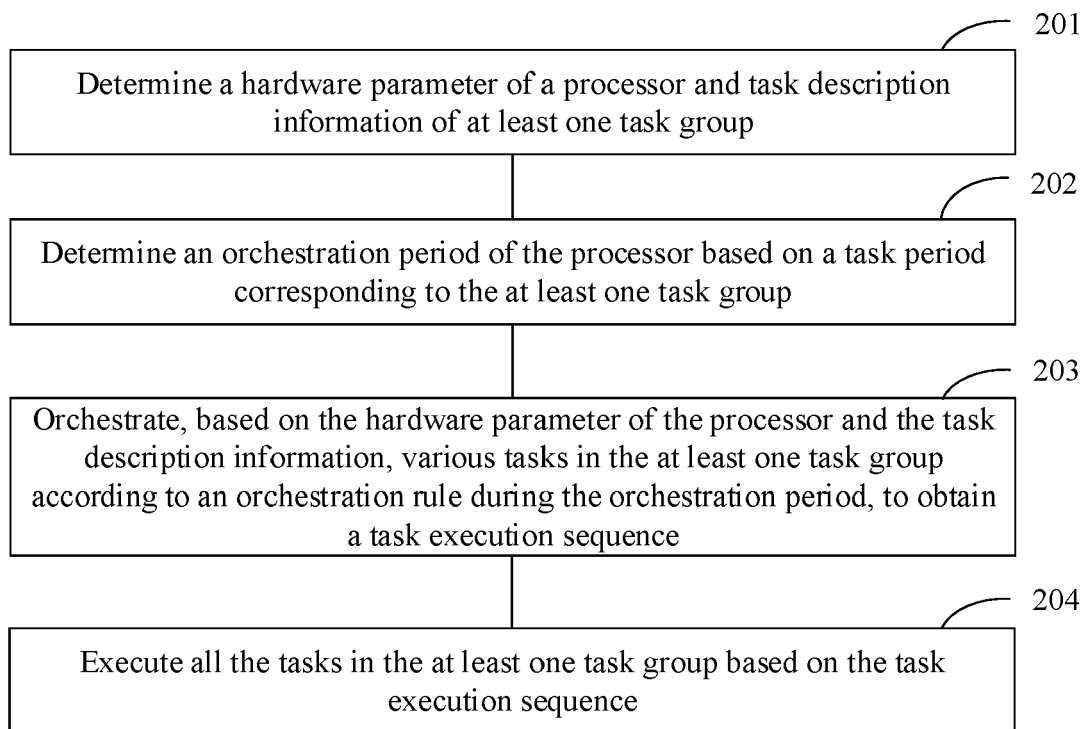 201
Determine a hardware parameter of a processor and task description
information of at least one task group
202
Determine an orchestration period of the processor based on a task period
corresponding to the at least one task group
203
Orchestrate, based on the hardware parameter of the processor and the task
description information, various tasks in the at least one task group
according to an orchestration rule during the orchestration period, to obtain
a task execution sequence
204
Execute all the tasks in the at least one task group based on the task
execution sequence